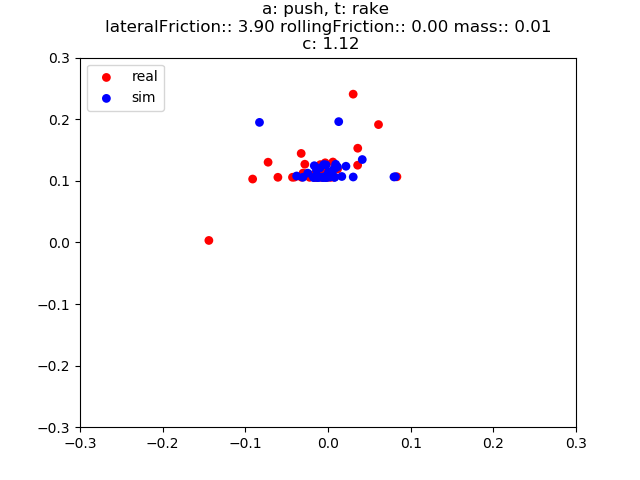 a: push, t: rake
lateralFriction:: 3.90 rollingFriction:: 0.00 mass:: 0.01
c: 1.12
real
sim
0.3
0.2
0.1
0.0
−0.1
−0.2
−0.3
−0.3
−0.2
−0.1
0.0
0.1
0.2
0.3